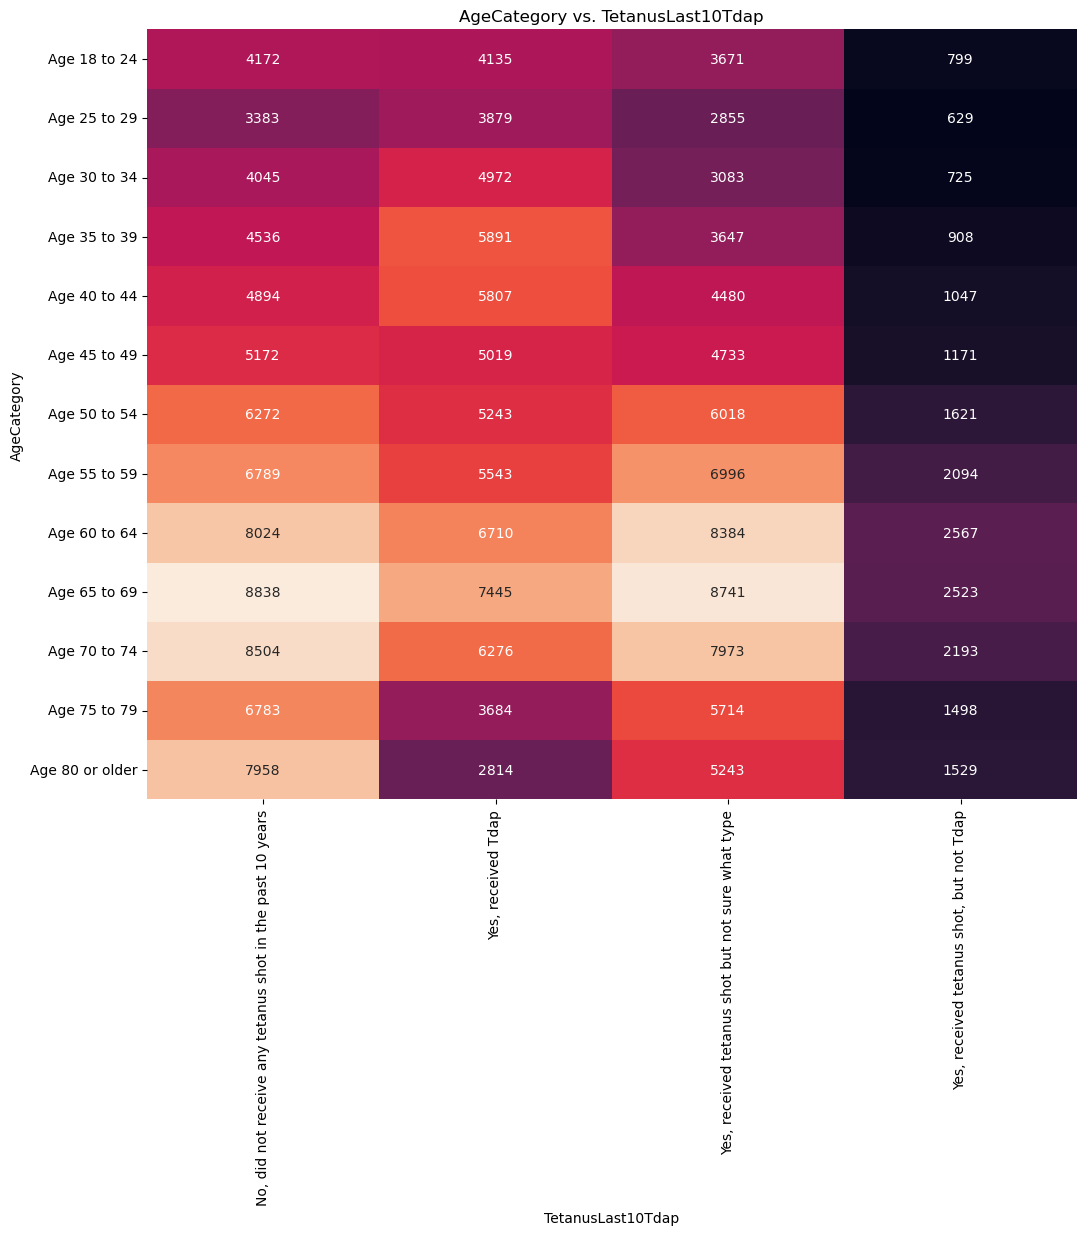 AgeCategory vs. TetanusLast10Tdap
AgeCategory
Age 18 to 24 4172 4135 3671 799
Age 25 to 29 3383 3879 2855 629
Age 30 to 34 4045 4972 3083 725
Age 35 to 39 4536 5891 3647 908
Age 40 to 44 4894 5807 4480 1047
Age 45 to 49 5172 5019 4733 1171
Age 50 to 54 6272 5243 6018 1621
Age 55 to 59 6789 5543 6996 2094
Age 60 to 64 8024 6710 8384 2567
Age 65 to 69 8838 7445 8741 2523
Age 70 to 74 8504 6276 7973 2193
Age 75 to 79 6783 3684 5714 1498
Age 80 or older 7958 2814 5243 1529
No, did not receive any tetanus shot in the past 10 years
Yes, received Tdap
Yes, received tetanus shot but not sure what type
Yes, received tetanus shot, but not Tdap
TetanusLast10Tdap